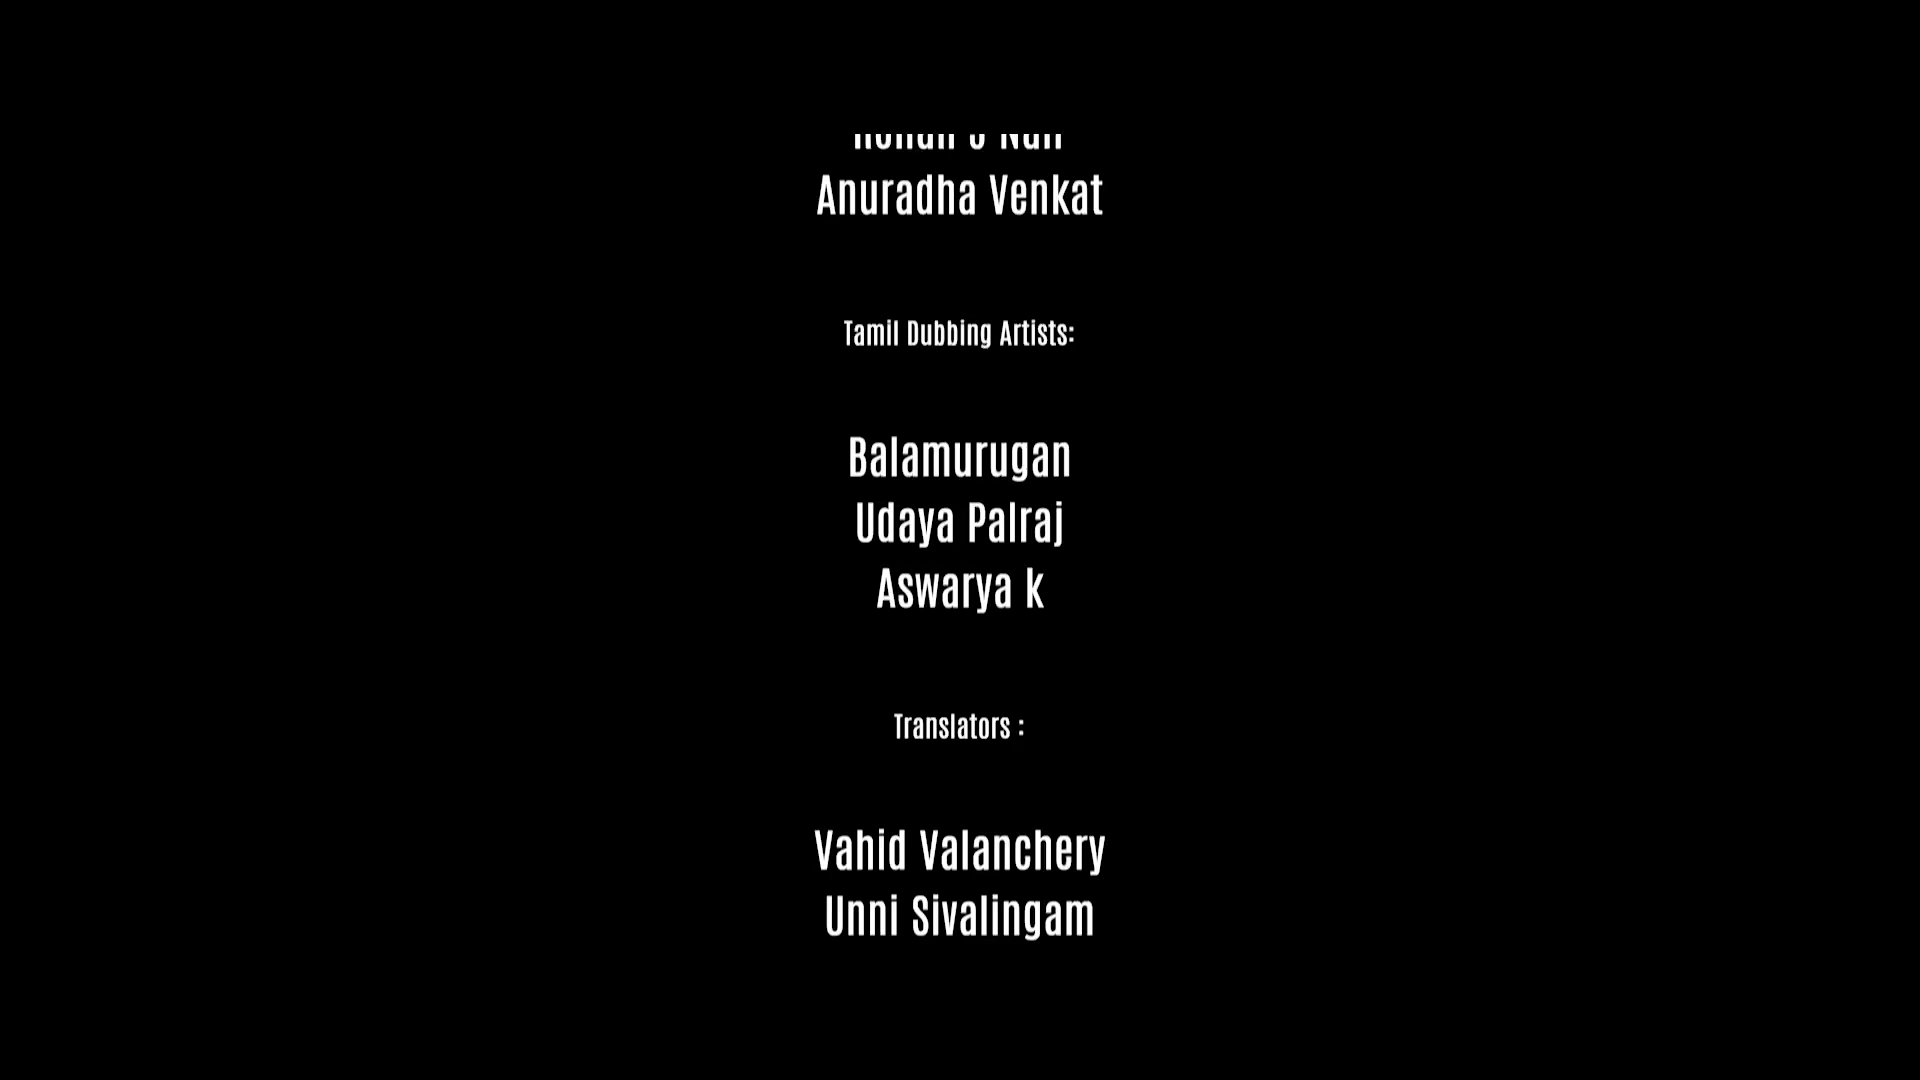 Anuradha Venkat
Tamil Dubbing Artists:
Balamurugan
Udaya Palraj
Aswarya k
Translators :
Vahid Valanchery
Unni Sivalingam